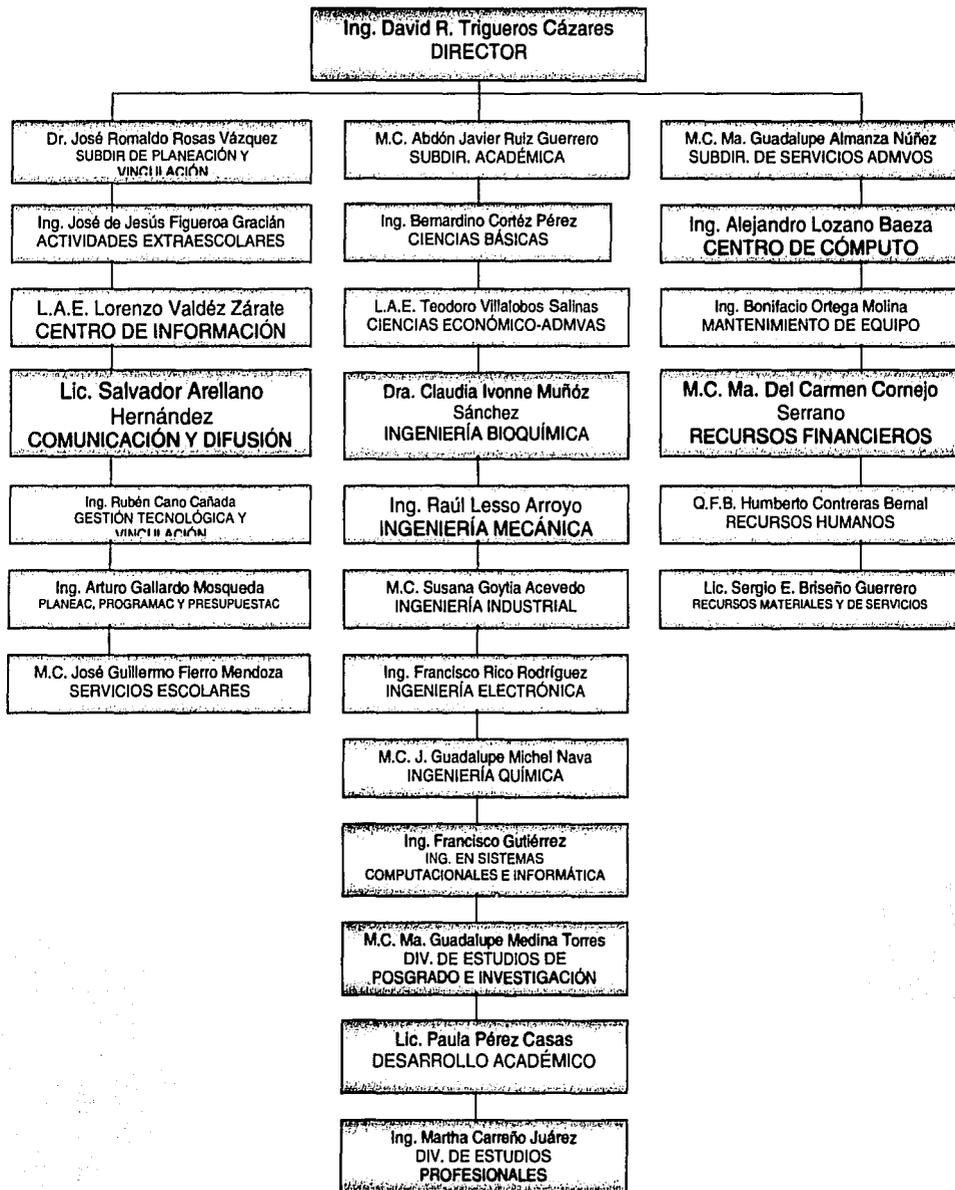 Ing. David R. Trigueros Cázares
DIRECTOR
Dr. José Romaldo Rosas Vázquez
SUBDIR DE PLANEACIÓN Y
VINCULACIÓN
Ing. José de Jesús Figueroa Gracián
ACTIVIDADES EXTRAESCOLARES
L.A.E. Lorenzo Valdéz Zárate
CENTRO DE INFORMACIÓN
Lic. Salvador Arellano
Hernández
COMUNICACIÓN Y DIFUSIÓN
Ing. Rubén Cano Cañada
GESTIÓN TECNOLÓGICA Y
VINCULACIÓN
Ing. Arturo Gallardo Mosqueda
PLANEAC, PROGRAMAC Y PRESUPUESTAC
M.C. José Guillermo Fierro Mendoza
SERVICIOS ESCOLARES
M.C. Abdón Javier Ruiz Guerrero
SUBDIR. ACADÉMICA
Ing. Bernardino Cortéz Pérez
CIENCIAS BÁSICAS
L.A.E. Teodoro Villalobos Salinas
CIENCIAS ECONÓMICO-ADMVAS
Dra. Claudia Ivonne Muñóz
Sánchez
INGENIERÍA BIOQUÍMICA
Ing. Raúl Lesso Arroyo
INGENIERÍA MECÁNICA
M.C. Susana Goytia Acevedo
INGENIERÍA INDUSTRIAL
Ing. Francisco Rico Rodríguez
INGENIERÍA ELECTRÓNICA
M.C. J. Guadalupe Michel Nava
INGENIERÍA QUÍMICA
Ing. Francisco Gutiérrez
ING. EN SISTEMAS
COMPUTACIONALES E INFORMÁTICA
M.C. Ma. Guadalupe Medina Torres
DIV. DE ESTUDIOS DE
POSGRADO E INVESTIGACIÓN
Lic. Paula Pérez Casas
DESARROLLO ACADÉMICO
Ing. Martha Carreño Juárez
DIV. DE ESTUDIOS
PROFESIONALES
M.C. Ma. Guadalupe Almanza Núñez
SUBDIR. DE SERVICIOS ADMVOS
Ing. Alejandro Lozano Baeza
CENTRO DE CÓMPUTO
Ing. Bonifacio Ortega Molina
MANTENIMIENTO DE EQUIPO
M.C. Ma. Del Carmen Cornejo
Serrano
RECURSOS FINANCIEROS
Q.F.B. Humberto Contreras Bernal
RECURSOS HUMANOS
Lic. Sergio E. Briseño Guerrero
RECURSOS MATERIALES Y DE SERVICIOS